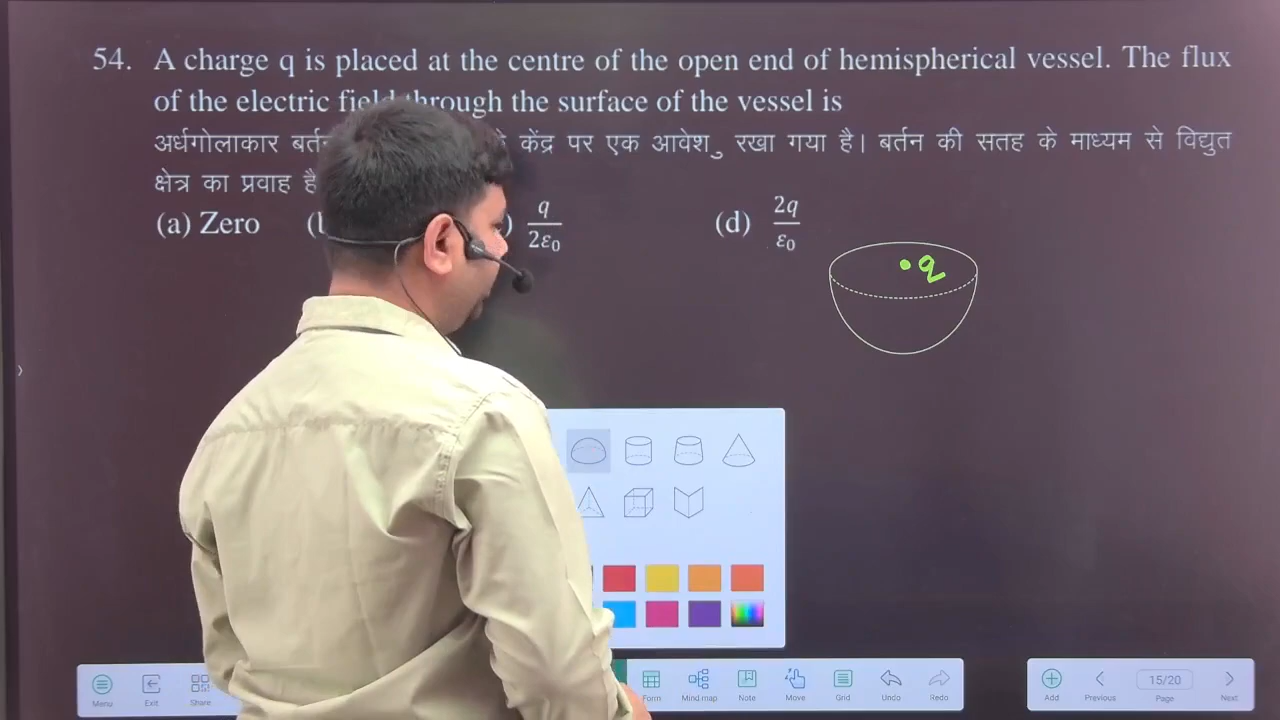 54. A charge q is placed at the centre of the open end of hemispherical vessel. The flux
of the electric field through the surface of the vessel is
अर्धगोलाकार के केंद्र पर एक आवेश ु रखा गया है। बर्तन की सतह के माध्यम से विद्युत
क्षेत्र का प्रवाह है
(a) Zero q/2ε₀ (d) 2q/ε₀
q
Menu Exit Share Form Mind map Note Move Grid Undo Redo Add Previous 15/20 Page Next